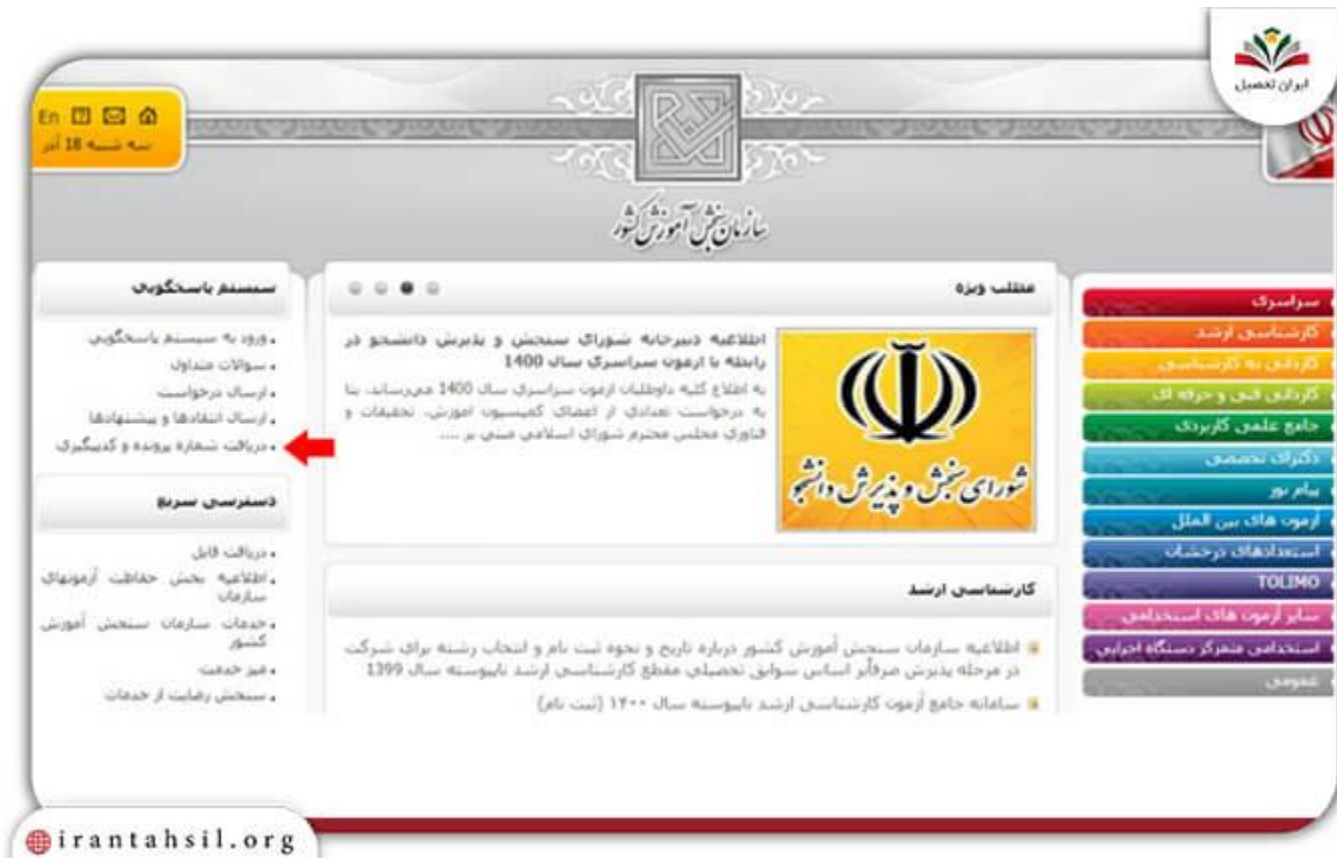 ایران تحصیل
En
سه شنبه 18 آذر
سازمان سنجش آموزش کشور
سراسری
کارشناسی ارشد
کاردانی به کارشناسی
کاردانی فنی و حرفه ای
جامع علمی کاربردی
دکترای تخصصی
پیام نور
آزمون های بین الملل
استعدادهای درخشان
TOLIMO
سایر آزمون های استخدامی
استخدامی متمرکز دستگاه اجرایی
عمومی
مطلب ویژه
اطلاعیه دبیرخانه شورای سنجش و پذیرش دانشجو در
رابطه با آزمون سراسری سال 1400
به اطلاع کلیه داوطلبان آزمون سراسری سال 1400 می‌رساند، بنا
به درخواست تعدادی از اعضای کمیسیون آموزش، تحقیقات و
فناوری مجلس محترم شورای اسلامی مبنی بر ....
شورای سنجش و پذیرش دانشجو
کارشناسی ارشد
اطلاعیه سازمان سنجش آموزش کشور درباره تاریخ و نحوه ثبت نام و انتخاب رشته برای شرکت
در مرحله پذیرش صرفاً بر اساس سوابق تحصیلی مقطع کارشناسی ارشد ناپیوسته سال 1399
سامانه جامع آزمون کارشناسی ارشد ناپیوسته سال ۱۴۰۰ (ثبت نام)
سیستم پاسخگویی
ورود به سیستم پاسخگویی
سوالات متداول
ارسال درخواست
ارسال انتقادها و پیشنهادها
دریافت شماره پرونده و کدپیگیری
دسترسی سریع
دریافت فایل
اطلاعیه بخش حفاظت آزمونهای
سازمان
خدمات سازمان سنجش آموزش
کشور
میز خدمت
سنجش رضایت از خدمات
irantahsil.org